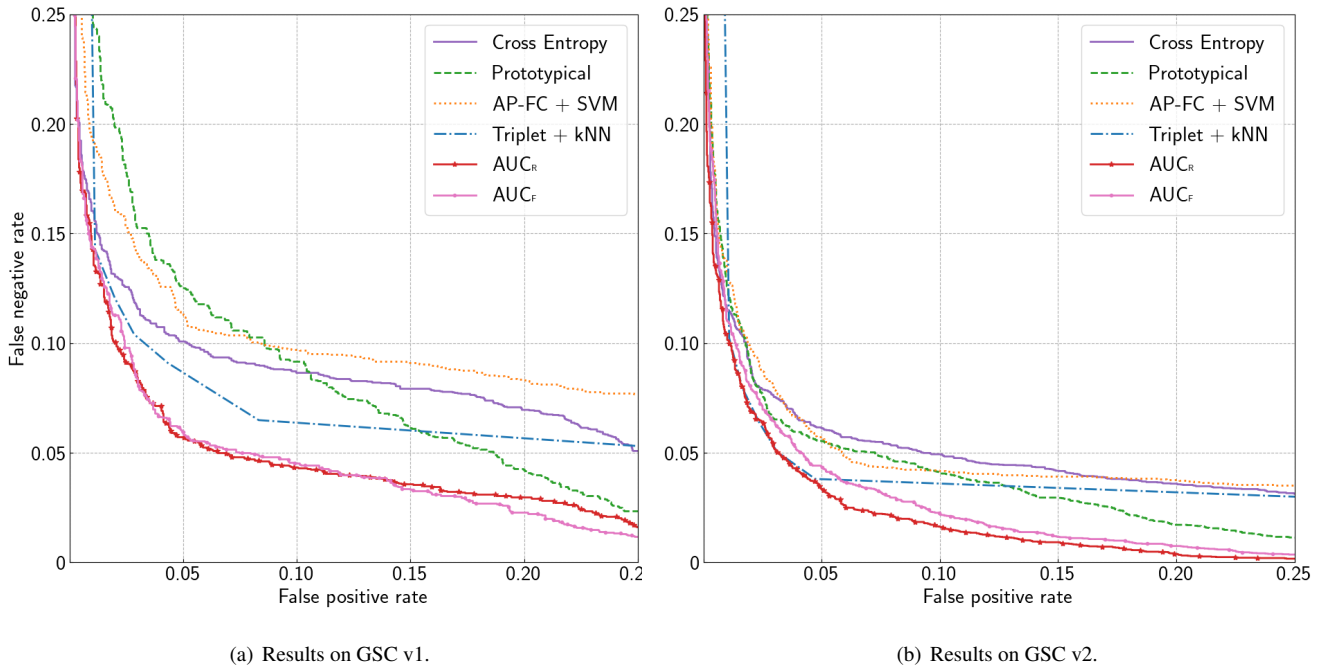 0.25
0.20
0.15
0.10
0.05
0
False negative rate
Cross Entropy
Prototypical
AP-FC + SVM
Triplet + kNN
AUCR
AUCF
0.05
0.10
0.15
0.20
0.2
False positive rate
(a) Results on GSC v1.
0.25
0.20
0.15
0.10
0.05
0
Cross Entropy
Prototypical
AP-FC + SVM
Triplet + kNN
AUCR
AUCF
0.05
0.10
0.15
0.20
0.25
False positive rate
(b) Results on GSC v2.